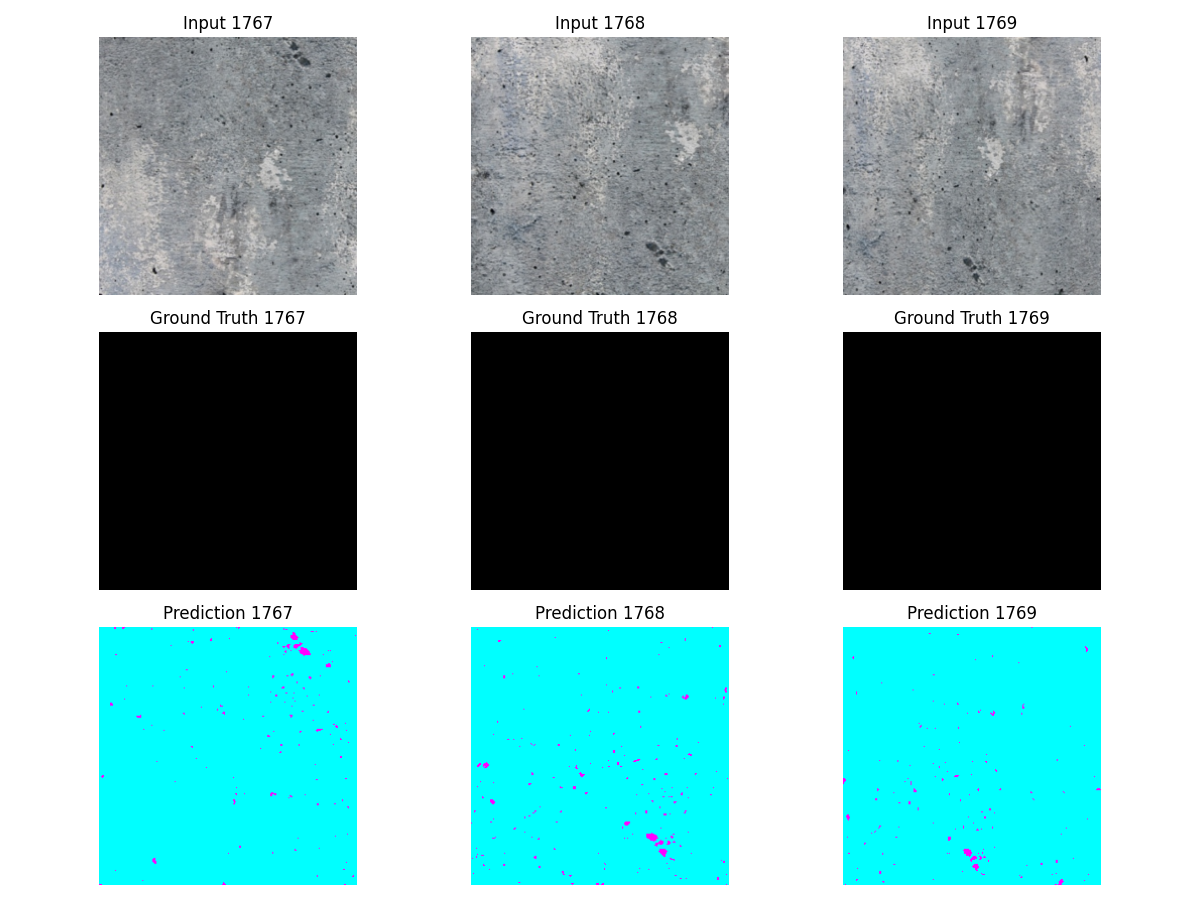 Input 1767
Input 1768
Input 1769
Ground Truth 1767
Ground Truth 1768
Ground Truth 1769
Prediction 1767
Prediction 1768
Prediction 1769